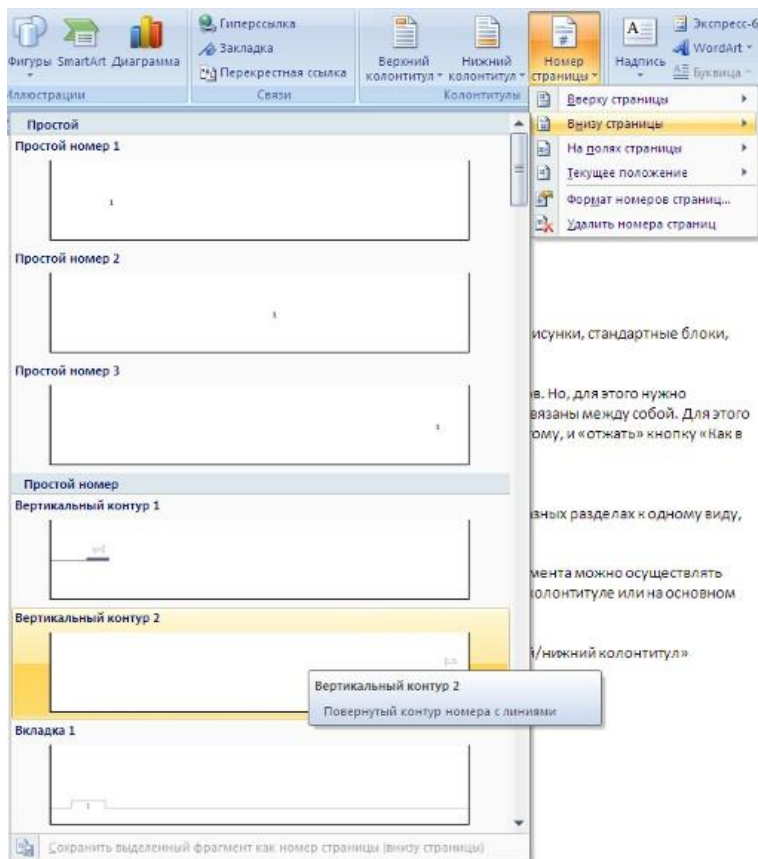 Гиперссылка
Экспресс-б
Закладка
WordArt
Фигуры SmartArt Диаграмма
Верхний колонтитул
Нижний колонтитул
Номер страницы
Надпись
Перекрестная ссылка
Буквица
Иллюстрации
Связи
Колонтитулы
Вверху страницы
Внизу страницы
На полях страницы
Текущее положение
Формат номеров страниц...
Удалить номера страниц
Простой
Простой номер 1
1
Простой номер 2
1
Простой номер 3
1
Простой номер
Вертикальный контур 1
Вертикальный контур 2
Вертикальный контур 2
Повернутый контур номера с линиями
Вкладка 1
1
Сохранить выделенный фрагмент как номер страницы (внизу страницы)
исунки, стандартные блоки,
в. Но, для этого нужно
вязаны между собой. Для этого
ому, и «отжать» кнопку «Как в
зных разделах к одному виду,
мента можно осуществлять
колонтитуле или на основном
й/нижний колонтитул»